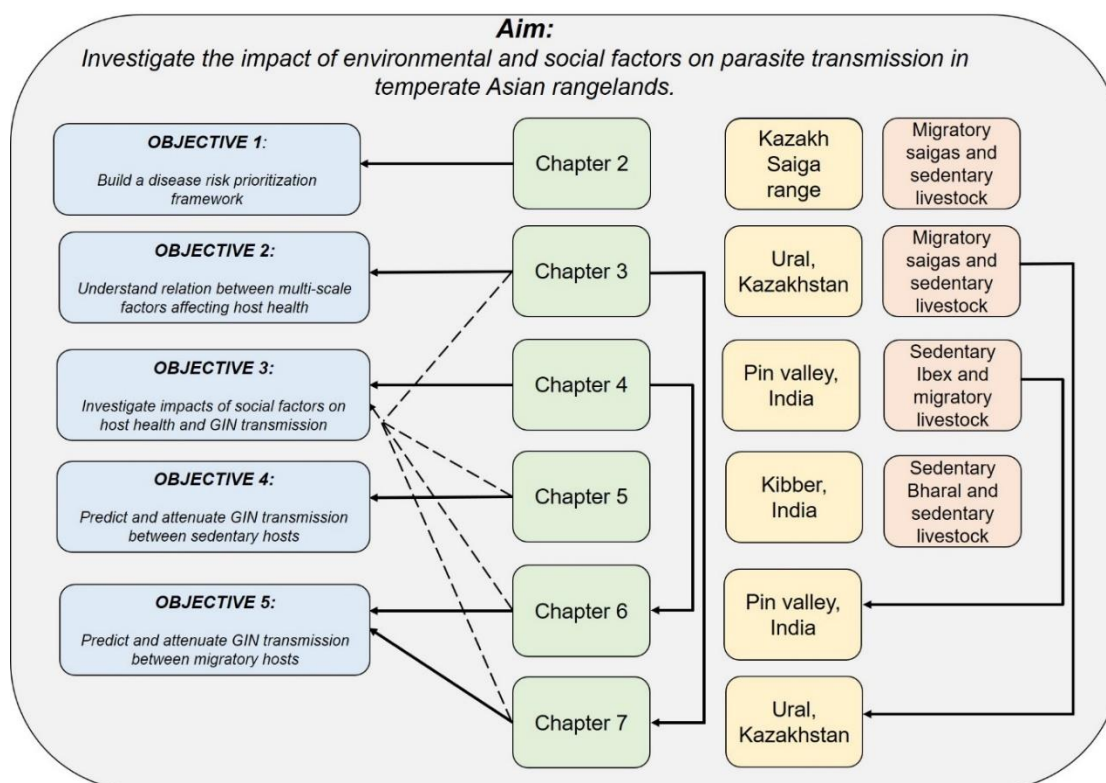 Aim:
Investigate the impact of environmental and social factors on parasite transmission in
temperate Asian rangelands.
OBJECTIVE 1:
Build a disease risk prioritization
framework
Chapter 2
Kazakh
Saiga
range
Migratory
saigas and
sedentary
livestock
OBJECTIVE 2:
Understand relation between multi-scale
factors affecting host health
Chapter 3
Ural,
Kazakhstan
Migratory
saigas and
sedentary
livestock
OBJECTIVE 3:
Investigate impacts of social factors on
host health and GIN transmission
Chapter 4
Pin valley,
India
Sedentary
Ibex and
migratory
livestock
OBJECTIVE 4:
Predict and attenuate GIN transmission
between sedentary hosts
Chapter 5
Kibber,
India
Sedentary
Bharal and
sedentary
livestock
OBJECTIVE 5:
Predict and attenuate GIN transmission
between migratory hosts
Chapter 6
Pin valley,
India
Chapter 7
Ural,
Kazakhstan